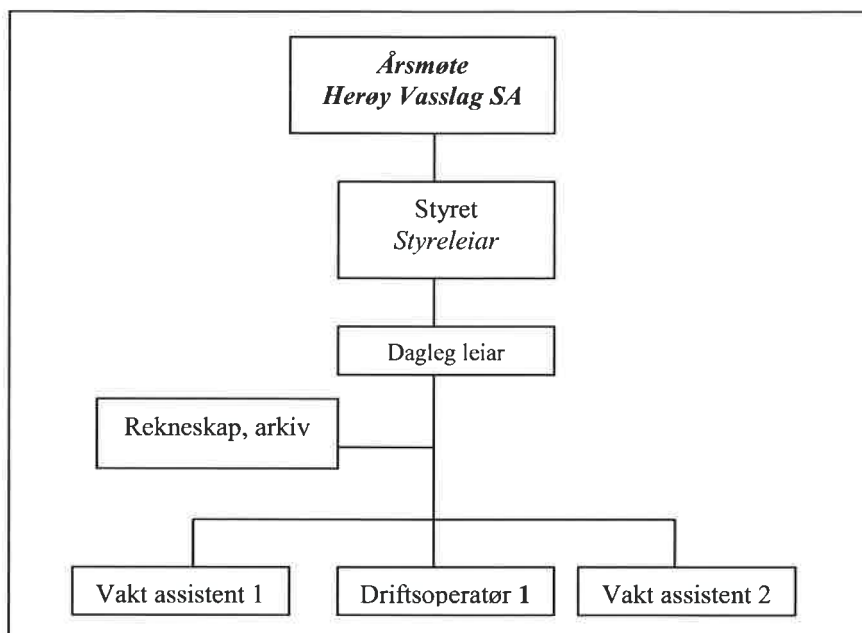 Årsmøte
Herøy Vasslag SA
Styret
Styreleiar
Dagleg leiar
Rekneskap, arkiv
Vakt assistent 1
Driftsoperatør 1
Vakt assistent 2